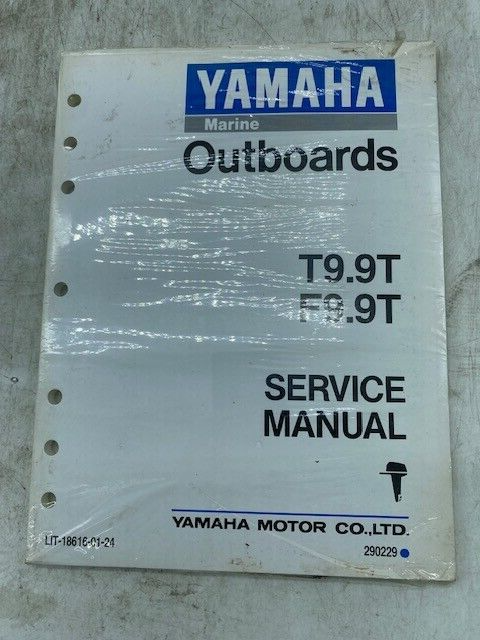 YAMAHA
Marine
Outboards
T9.9T
F9.9T
SERVICE
MANUAL
YAMAHA MOTOR CO.,LTD.
LIT-18616-01-24
290229